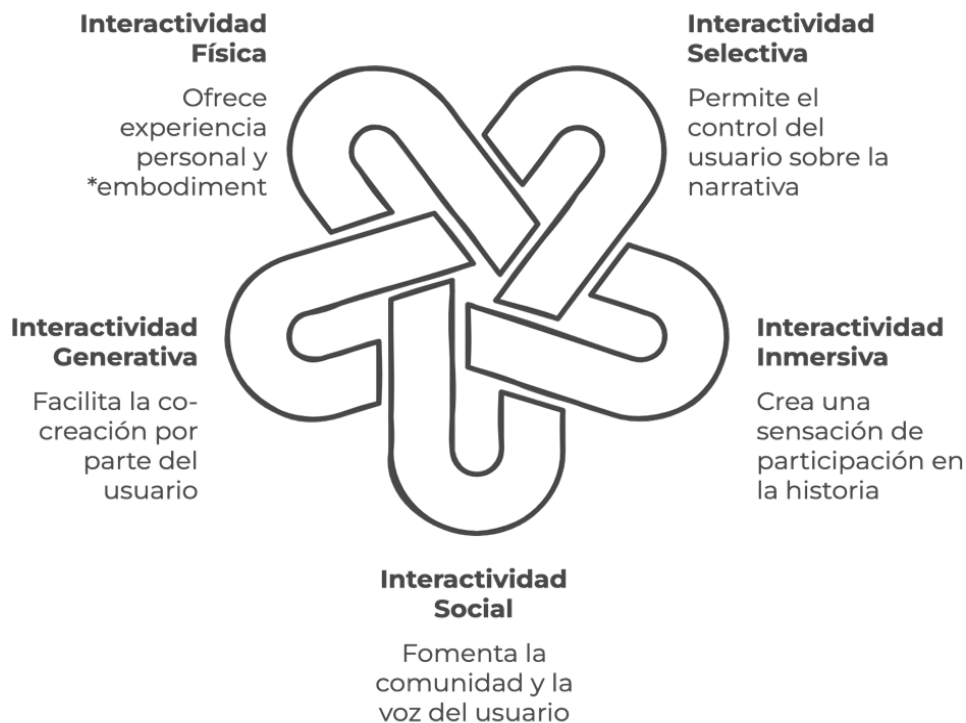 Interactividad
Física
Ofrece
experiencia
personal y
*embodiment
Interactividad
Selectiva
Permite el
control del
usuario sobre la
narrativa
Interactividad
Generativa
Facilita la co-
creación por
parte del
usuario
Interactividad
Inmersiva
Crea una
sensación de
participación en
la historia
Interactividad
Social
Fomenta la
comunidad y la
voz del usuario